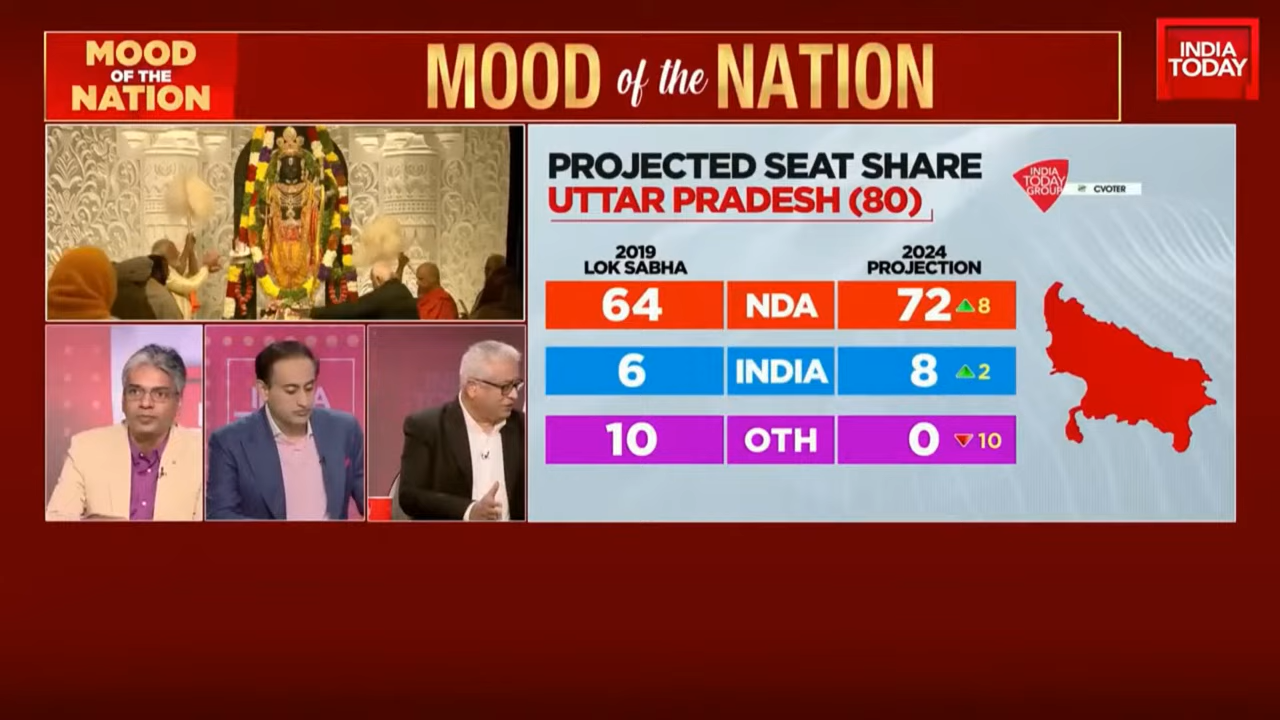 MOOD
OF THE
NATION
MOOD of the NATION
INDIA
TODAY
PROJECTED SEAT SHARE
UTTAR PRADESH (80)
INDIA
TODAY
GROUP
CVOTER
2019
LOK SABHA
2024
PROJECTION
64 NDA 72 8
6 INDIA 8 2
10 OTH 0 10
INDIA